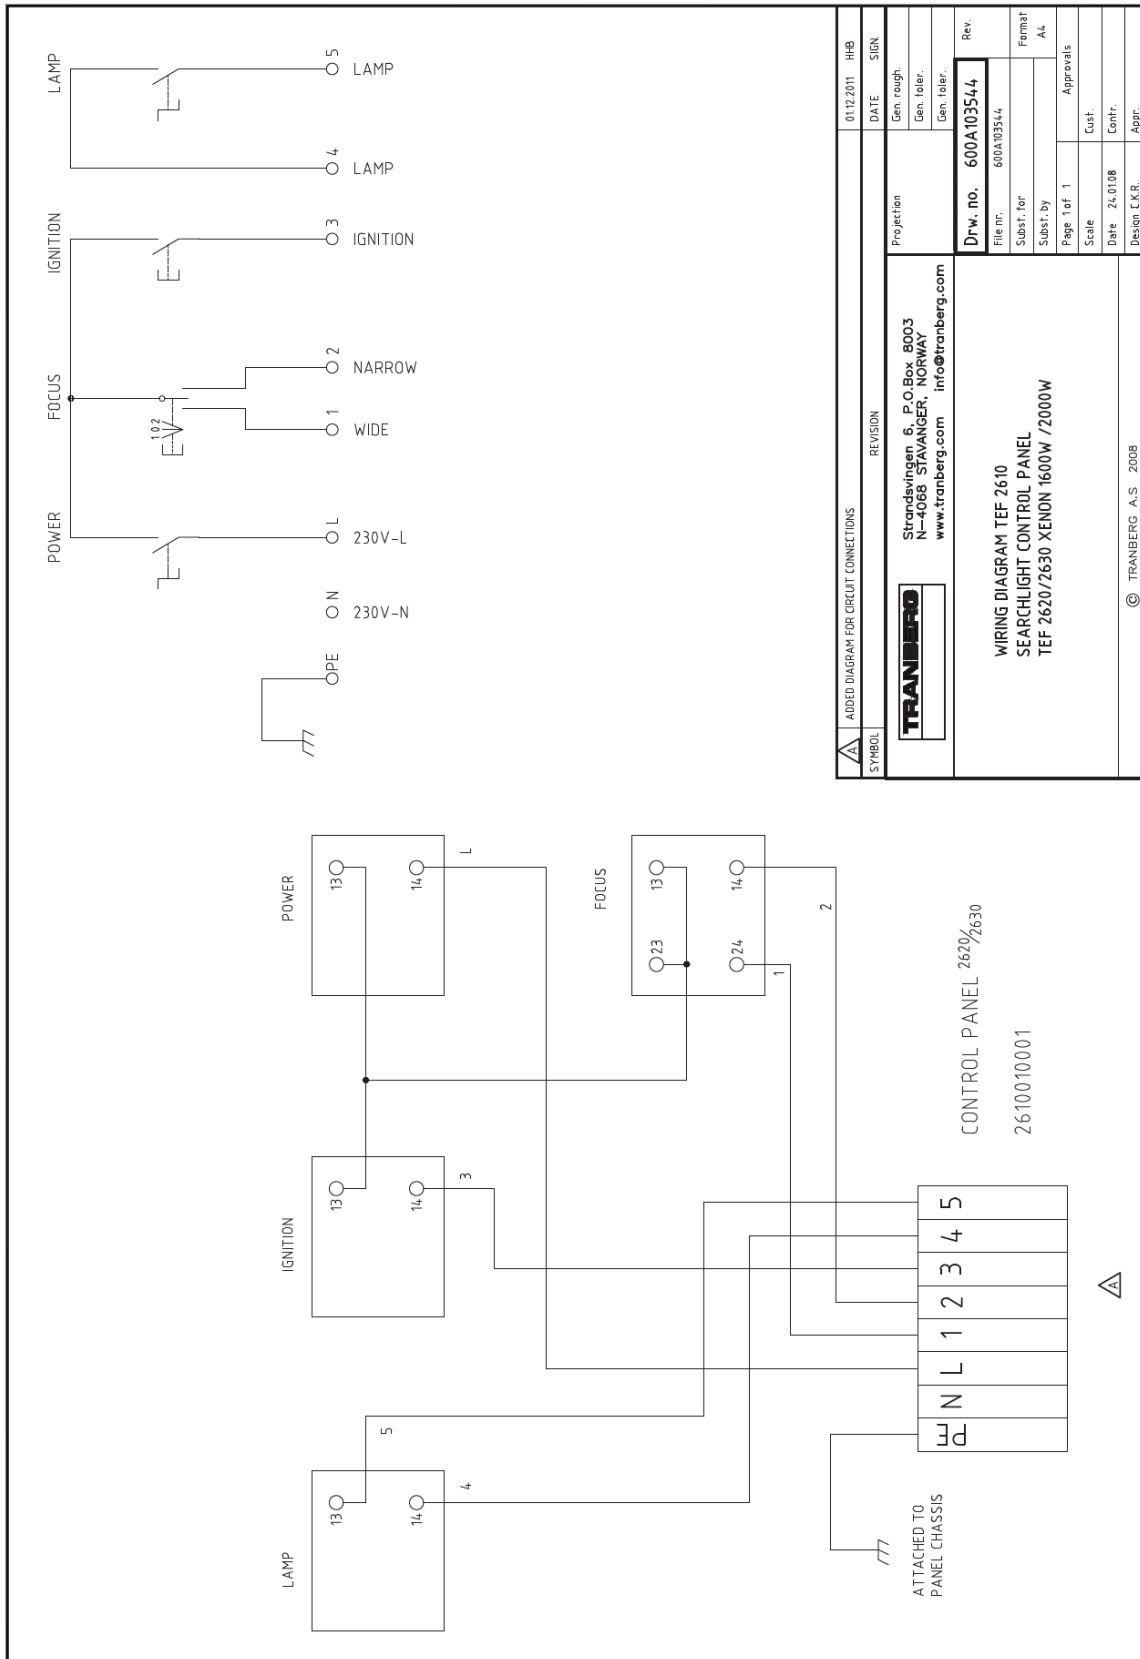 LAMP
13
14
5
4
IGNITION
13
14
3
POWER
13
14
L
FOCUS
23
13
24
14
1
2
ATTACHED TO
PANEL CHASSIS
PE N L 1 2 3 4 5
A
CONTROL PANEL 2620/2630
2610010001
POWER
FOCUS
IGNITION
LAMP
1 0 2
PE
N
230V-N
L
230V-L
1
WIDE
2
NARROW
3
IGNITION
4
LAMP
5
LAMP
A ADDED DIAGRAM FOR CIRCUIT CONNECTIONS 01.12.2011 HHB
SYMBOL REVISION DATE SIGN.
TRANBERG
Strandsvingen 6, P.O.Box 8003
N-4068 STAVANGER, NORWAY
www.tranberg.com info@tranberg.com
Projection
Gen. rough.
Gen. toler.
Gen. toler.
WIRING DIAGRAM TEF 2610
SEARCHLIGHT CONTROL PANEL
TEF 2620/2630 XENON 1600W /2000W
© TRANBERG A.S 2008
Drw. no. 600A103544
Rev.
File nr. 600A103544
Subst. for
Format
Subst. by
A4
Page 1 of 1
Approvals
Scale
Cust.
Date 24.01.08
Contr.
Design E.K.R.
Appr.